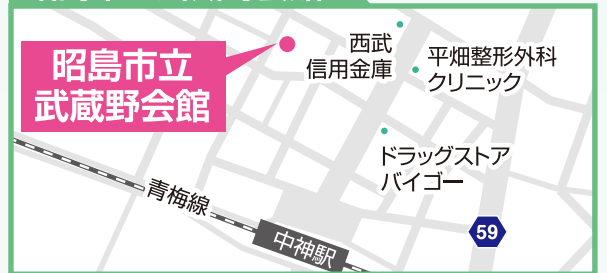 昭島市立
武蔵野会館
西武
信用金庫
平畑整形外科
クリニック
ドラッグストア
バイゴー
青梅線
中神駅
59